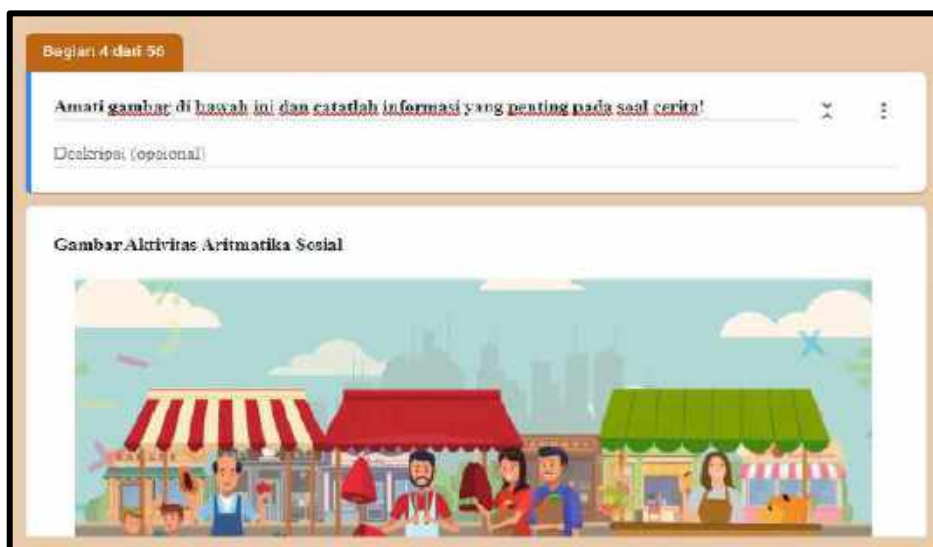 Bagian 4 dari 56
Amati gambar di bawah ini dan catatlah informasi yang penting pada soal cerita!
Deskripsi (opsional)
Gambar Aktivitas Aritmatika Sosial